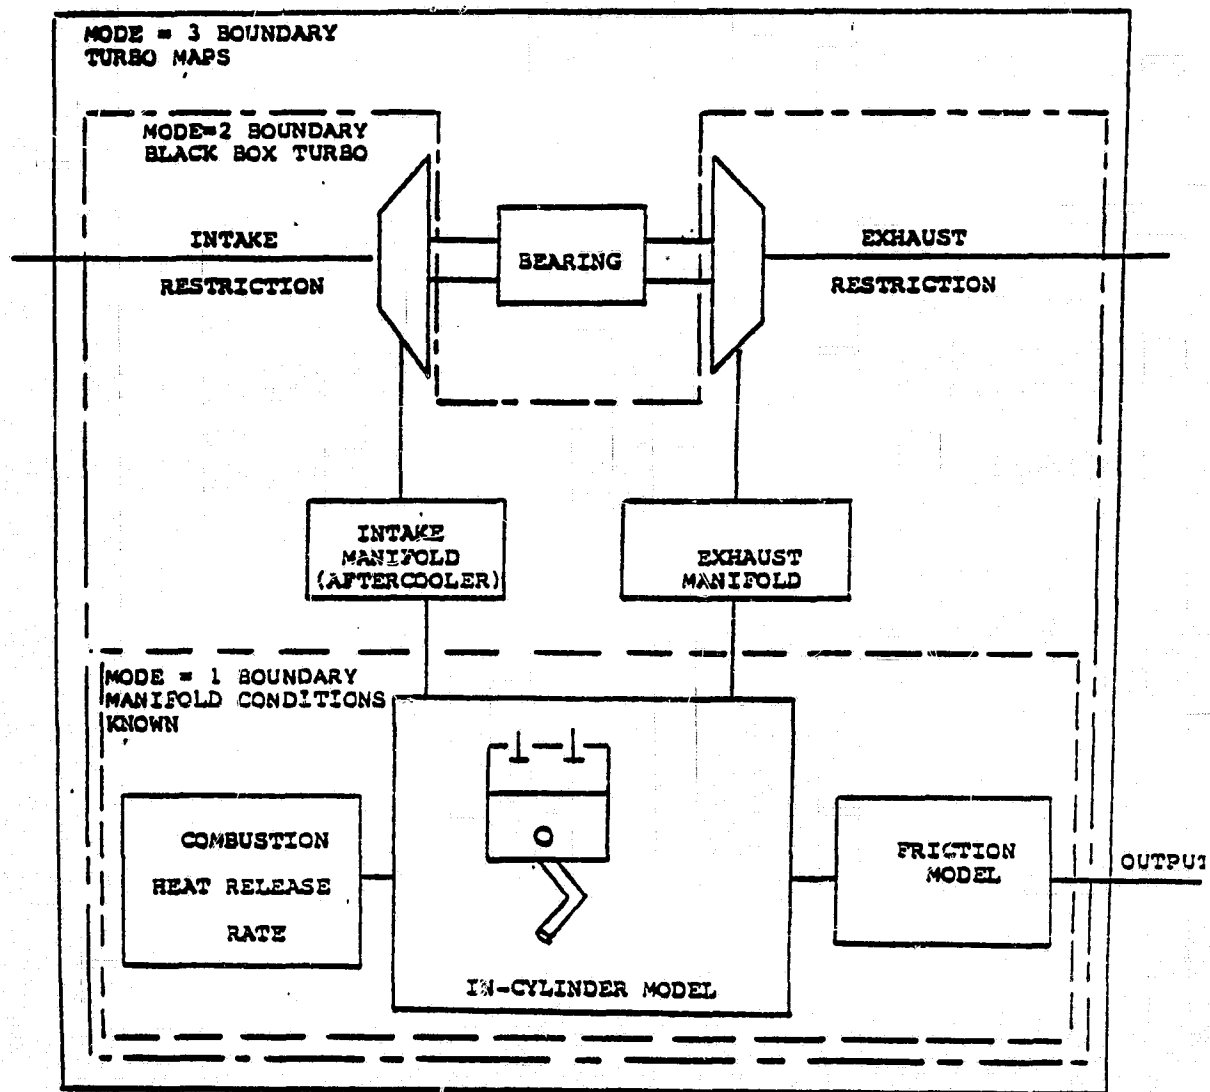 MODE = 3 BOUNDARY
TURBO MAPS
MODE=2 BOUNDARY
BLACK BOX TURBO
INTAKE
RESTRICTION
BEARING
EXHAUST
RESTRICTION
INTAKE
MANIFOLD
(AFTERCOOLER)
EXHAUST
MANIFOLD
MODE = 1 BOUNDARY
MANIFOLD CONDITIONS
KNOWN
COMBUSTION
HEAT RELEASE
RATE
FRICTION
MODEL
OUTPUT
IN-CYLINDER MODEL